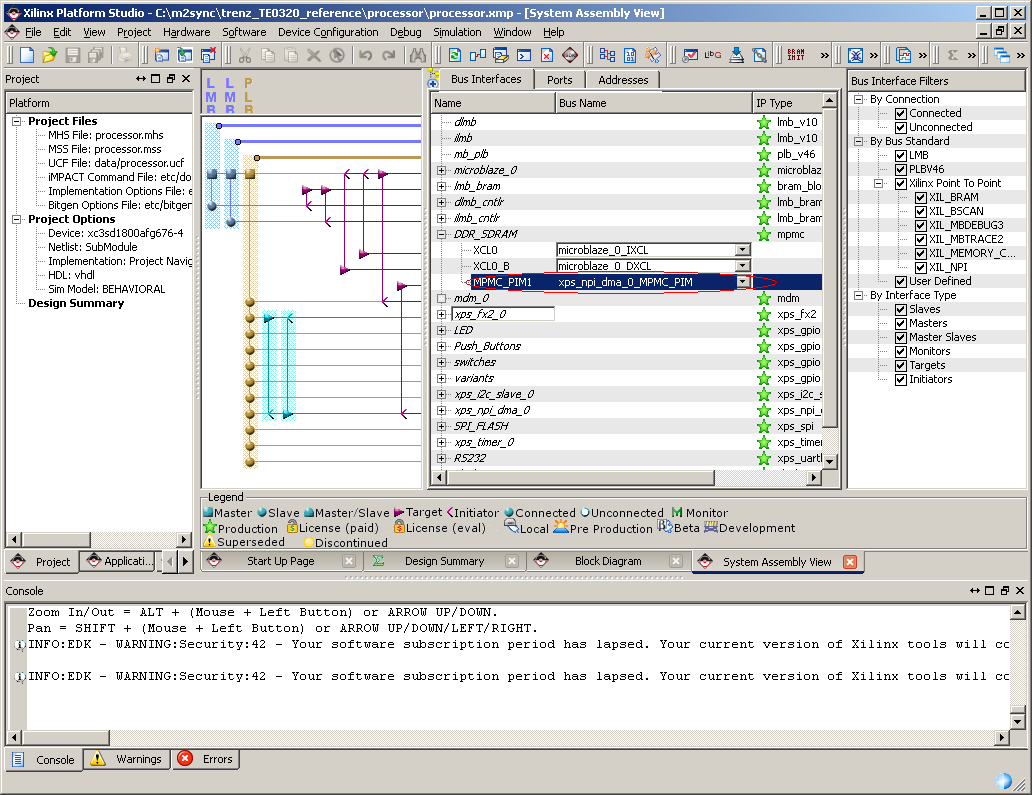 Xilinx Platform Studio - C:\m2sync\trenz_TE0320_reference\processor\processor.xmp - [System Assembly View]
File Edit View Project Hardware Software Device Configuration Debug Simulation Window Help
Project
Platform
Project Files
MHS File: processor.mhs
MSS File: processor.mss
UCF File: data/processor.ucf
iMPACT Command File: etc/do
Implementation Options File: e
Bitgen Options File: etc/bitger
Project Options
Device: xc3sd1800afg676-4
Netlist: SubModule
Implementation: Project Navig
HDL: vhdl
Sim Model: BEHAVIORAL
Design Summary
Project
Applicati...
L L P
M M L
B B B
Bus Interfaces Ports Addresses
Name Bus Name IP Type
dlmb lmb_v10
ilmb lmb_v10
mb_plb plb_v46
microblaze_0 microblaz
lmb_bram bram_blo
dlmb_cntlr lmb_bram
ilmb_cntlr lmb_bram
DDR_SDRAM mpmc
XCL0 microblaze_0_IXCL
XCL0_B microblaze_0_DXCL
MPMC_PIM1 xps_npi_dma_0_MPMC_PIM
mdm_0 mdm
xps_fx2_0 xps_fx2
LED xps_gpio
Push_Buttons xps_gpio
switches xps_gpio
variants xps_gpio
xps_i2c_slave_0 xps_i2c_s
xps_npi_dma_0 xps_npi_
SPI_FLASH xps_spi
xps_timer_0 xps_timer
RS232 xps_uartl
Bus Interface Filters
By Connection
Connected
Unconnected
By Bus Standard
LMB
PLBV46
Xilinx Point To Point
XIL_BRAM
XIL_BSCAN
XIL_MBDEBUG3
XIL_MBTRACE2
XIL_MEMORY_C...
XIL_NPI
User Defined
By Interface Type
Slaves
Masters
Master Slaves
Monitors
Targets
Initiators
Legend
Master Slave Master/Slave Target Initiator Connected Unconnected M Monitor
Production License (paid) License (eval) Local Pre Production Beta Development
Superseded Discontinued
Start Up Page Design Summary Block Diagram System Assembly View
Console
Zoom In/Out = ALT + (Mouse + Left Button) or ARROW UP/DOWN.
Pan = SHIFT + (Mouse + Left Button) or ARROW UP/DOWN/LEFT/RIGHT.
INFO:EDK - WARNING:Security:42 - Your software subscription period has lapsed. Your current version of Xilinx tools will co
INFO:EDK - WARNING:Security:42 - Your software subscription period has lapsed. Your current version of Xilinx tools will co
Console Warnings Errors